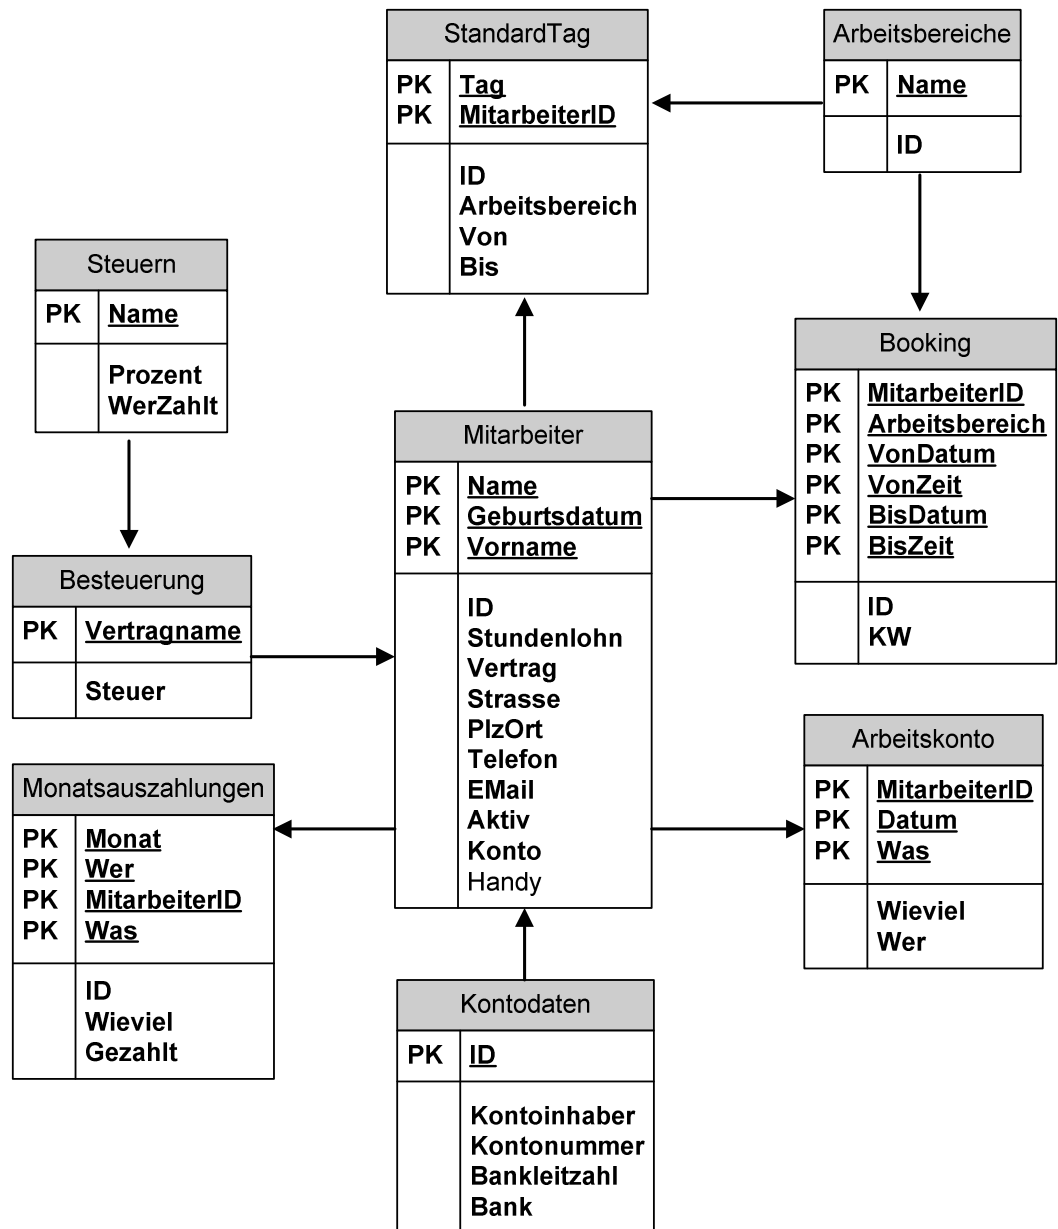 StandardTag
PK Tag
PK MitarbeiterID
ID
Arbeitsbereich
Von
Bis
Arbeitsbereiche
PK Name
ID
Steuern
PK Name
Prozent
WerZahlt
Booking
PK MitarbeiterID
PK Arbeitsbereich
PK VonDatum
PK VonZeit
PK BisDatum
PK BisZeit
ID
KW
Mitarbeiter
PK Name
PK Geburtsdatum
PK Vorname
ID
Stundenlohn
Vertrag
Strasse
PlzOrt
Telefon
EMail
Aktiv
Konto
Handy
Besteuerung
PK Vertragname
Steuer
Arbeitskonto
PK MitarbeiterID
PK Datum
PK Was
Wieviel
Wer
Monatsauszahlungen
PK Monat
PK Wer
PK MitarbeiterID
PK Was
ID
Wieviel
Gezahlt
Kontodaten
PK ID
Kontoinhaber
Kontonummer
Bankleitzahl
Bank